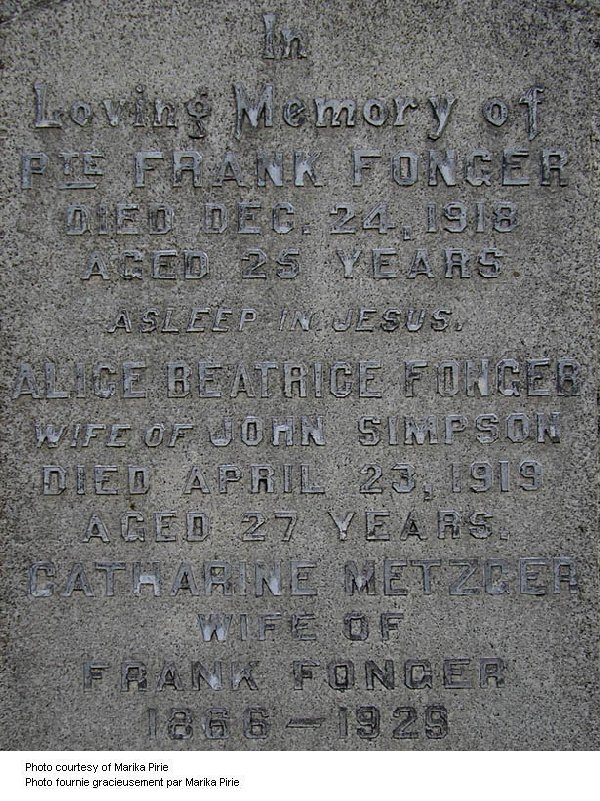 In
Loving Memory of
PTE FRANK FONGER
DIED DEC. 24, 1918
AGED 25 YEARS
ASLEEP IN JESUS.
ALICE BEATRICE FONGER
WIFE OF JOHN SIMPSON
DIED APRIL 23, 1919
AGED 27 YEARS.
CATHARINE METZGER
WIFE OF
FRANK FONGER
1866 — 1929
Photo courtesy of Marika Pirie
Photo fournie gracieusement par Marika Pirie